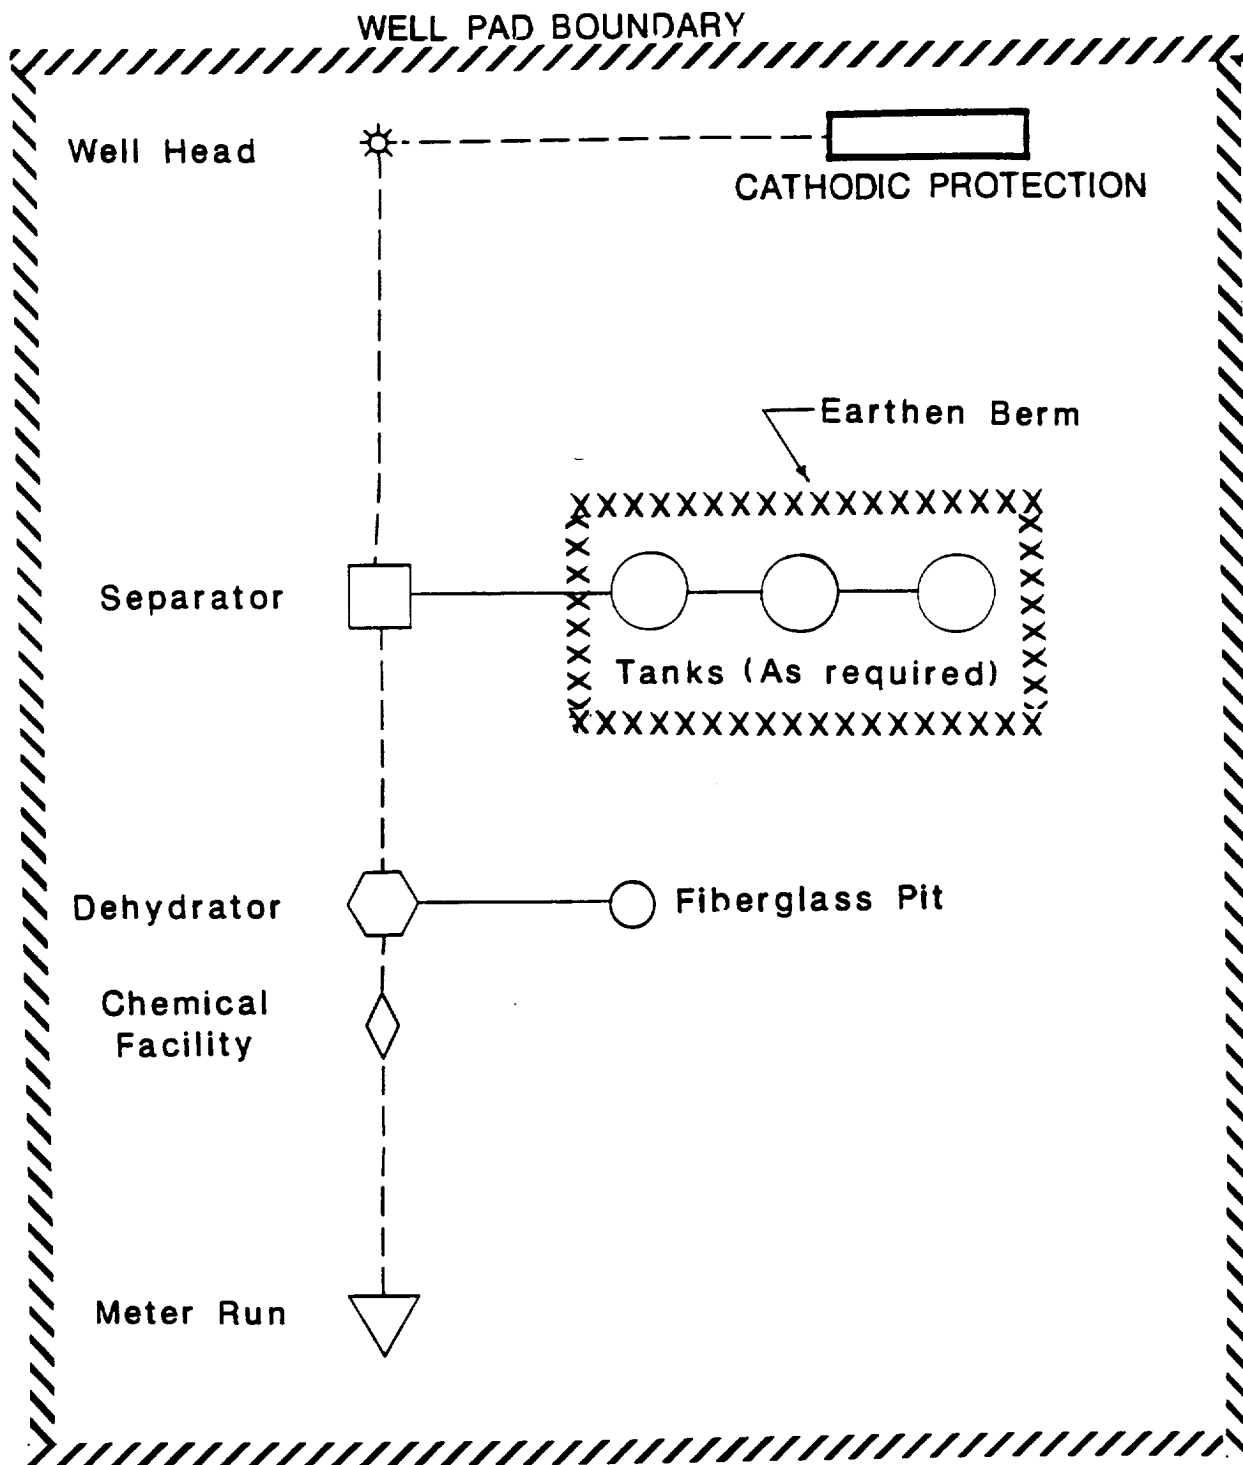 WELL PAD BOUNDARY
Well Head
CATHODIC PROTECTION
Earthen Berm
Separator
Tanks (As required)
Dehydrator
Fiberglass Pit
Chemical
Facility
Meter Run